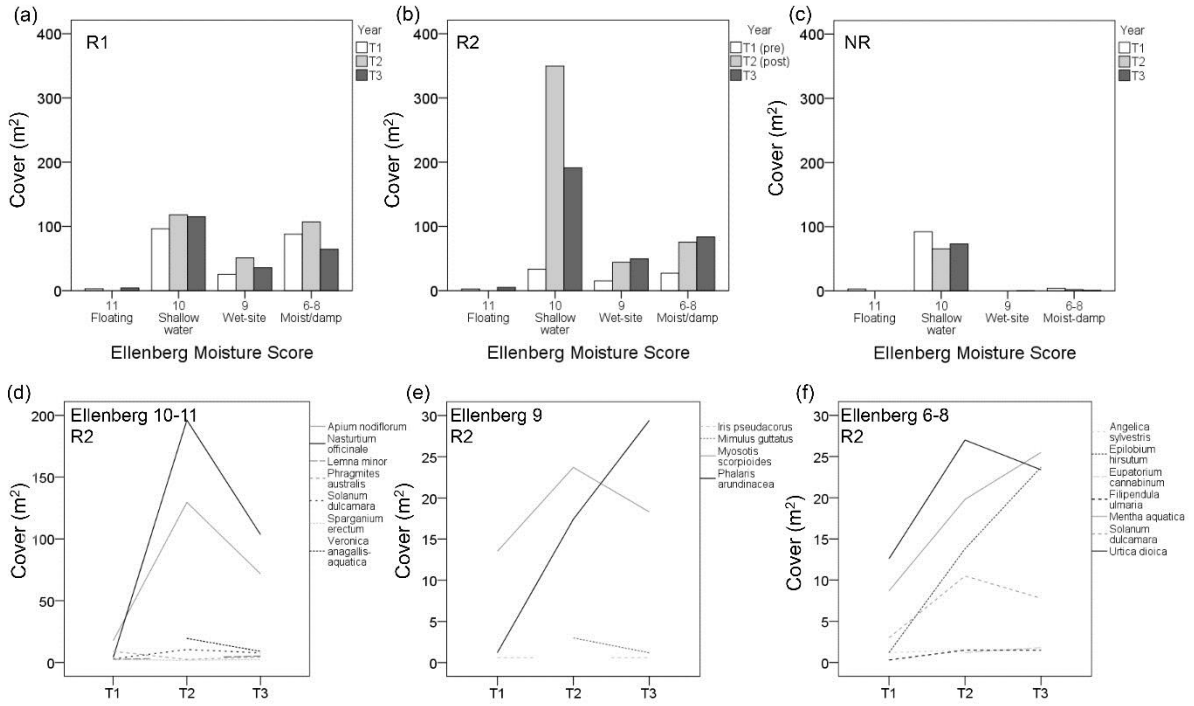 (a)
R1
Year
T1
T2
T3
400
300
200
100
0
Cover (m²)
11
Floating
10
Shallow
water
9
Wet-site
6-8
Moist/damp
Ellenberg Moisture Score
(b)
R2
Year
T1 (pre)
T2 (post)
T3
400
300
200
100
0
Cover (m²)
11
Floating
10
Shallow
water
9
Wet-site
6-8
Moist/damp
Ellenberg Moisture Score
(c)
NR
Year
T1
T2
T3
400
300
200
100
0
Cover (m²)
11
Floating
10
Shallow
water
9
Wet-site
6-8
Moist-damp
Ellenberg Moisture Score
(d)
Ellenberg 10-11
R2
200
150
100
50
0
Cover (m²)
T1
T2
T3
Apium nodiflorum
Nasturtium
officinale
Lemna minor
Phragmites
australis
Solanum
dulcamara
Sparganium
erectum
Veronica
anagallis-
aquatica
(e)
Ellenberg 9
R2
30
25
20
15
10
5
0
Cover (m²)
T1
T2
T3
Iris pseudacorus
Mimulus guttatus
Myosotis
scorpioides
Phalaris
arundinacea
(f)
Ellenberg 6-8
R2
30
25
20
15
10
5
0
Cover (m²)
T1
T2
T3
Angelica
sylvestris
Epilobium
hirsutum
Eupatorium
cannabinum
Filipendula
ulmaria
Mentha aquatica
Solanum
dulcamara
Urtica dioica